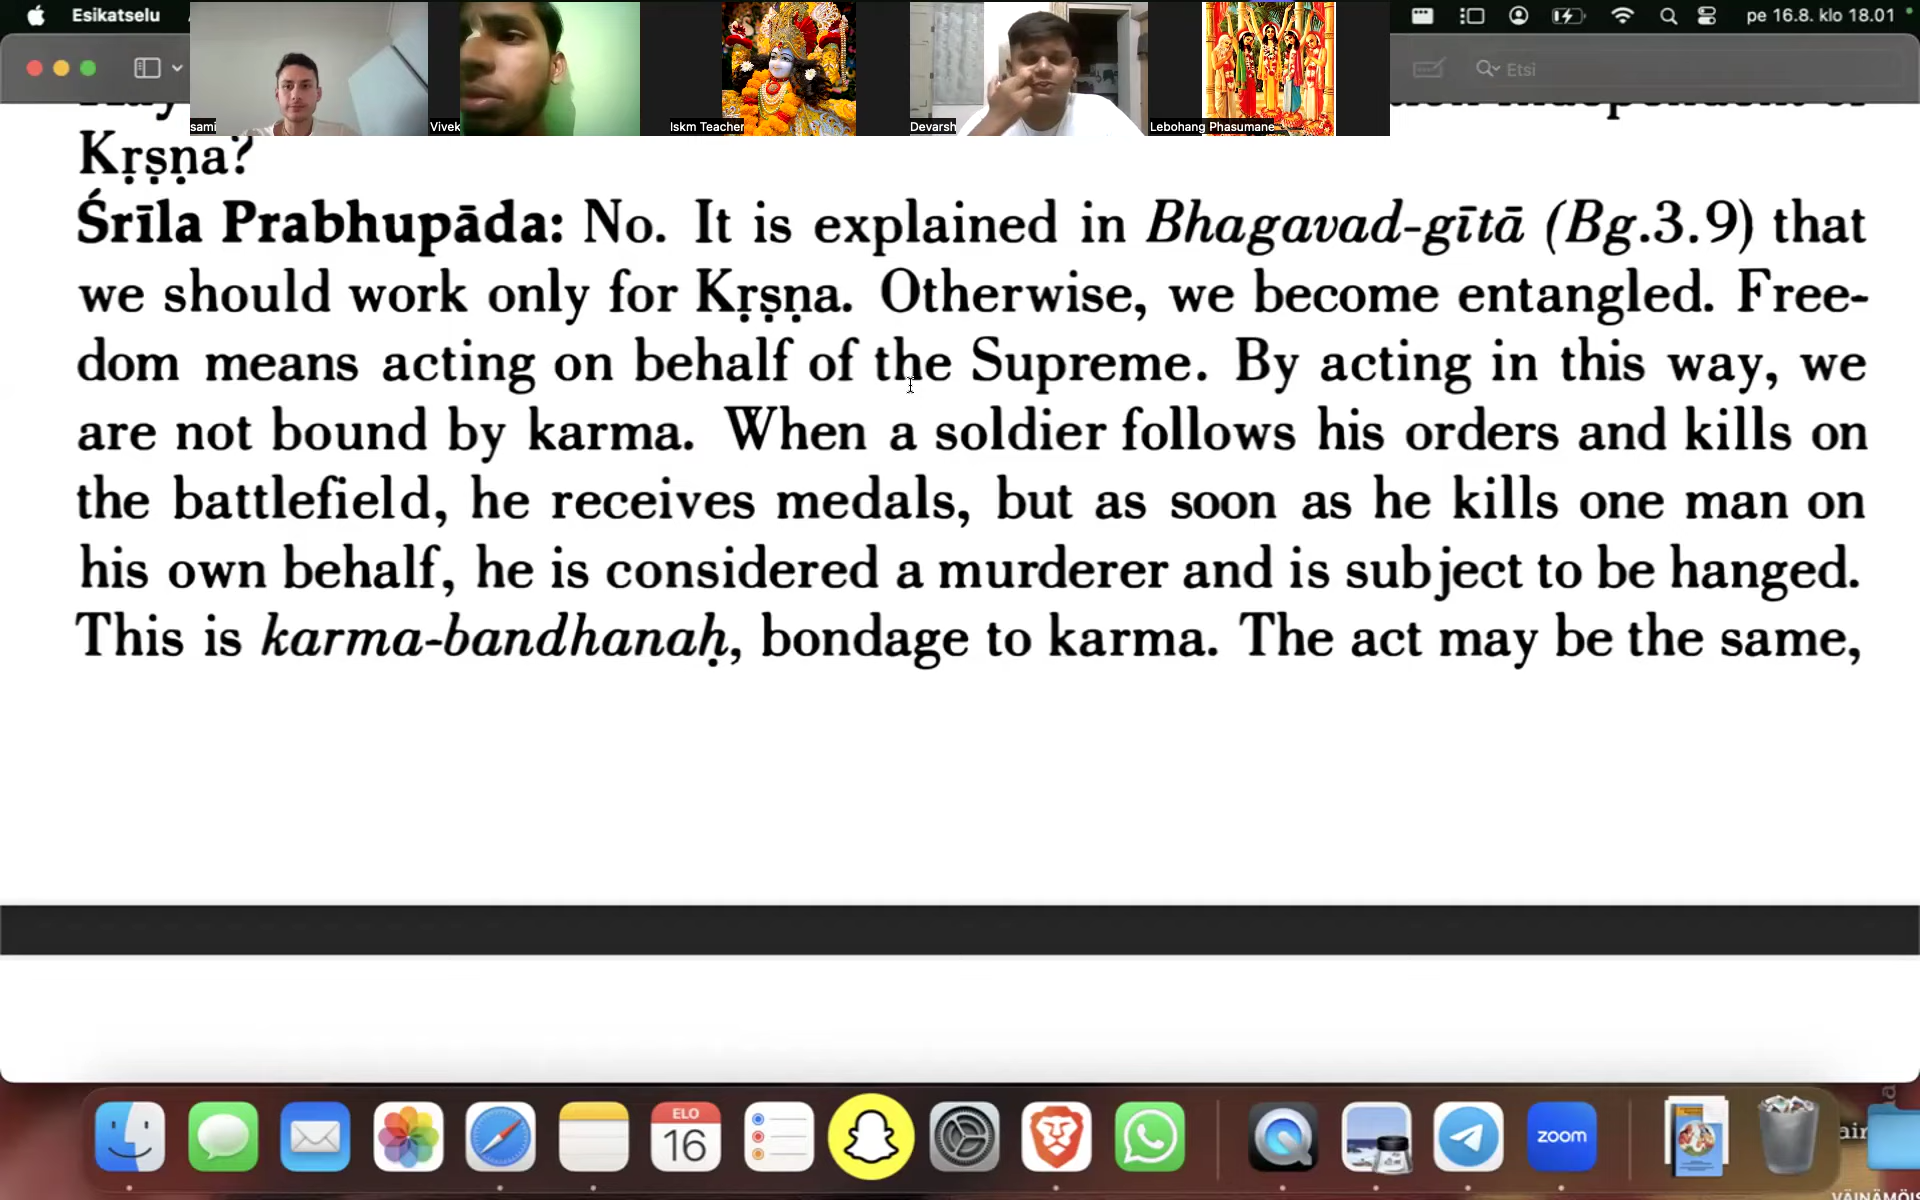 Esikatselu
pe 16.8. klo 18.01
Etsi
sami
Vivek
Iskm Teacher
Devarsh
Lebohang Phasumane
Kṛṣṇa?
Śrīla Prabhupāda: No. It is explained in Bhagavad-gītā (Bg.3.9) that
we should work only for Kṛṣṇa. Otherwise, we become entangled. Free-
dom means acting on behalf of the Supreme. By acting in this way, we
are not bound by karma. When a soldier follows his orders and kills on
the battlefield, he receives medals, but as soon as he kills one man on
his own behalf, he is considered a murderer and is subject to be hanged.
This is karma-bandhanaḥ, bondage to karma. The act may be the same,
ELO
16
zoom